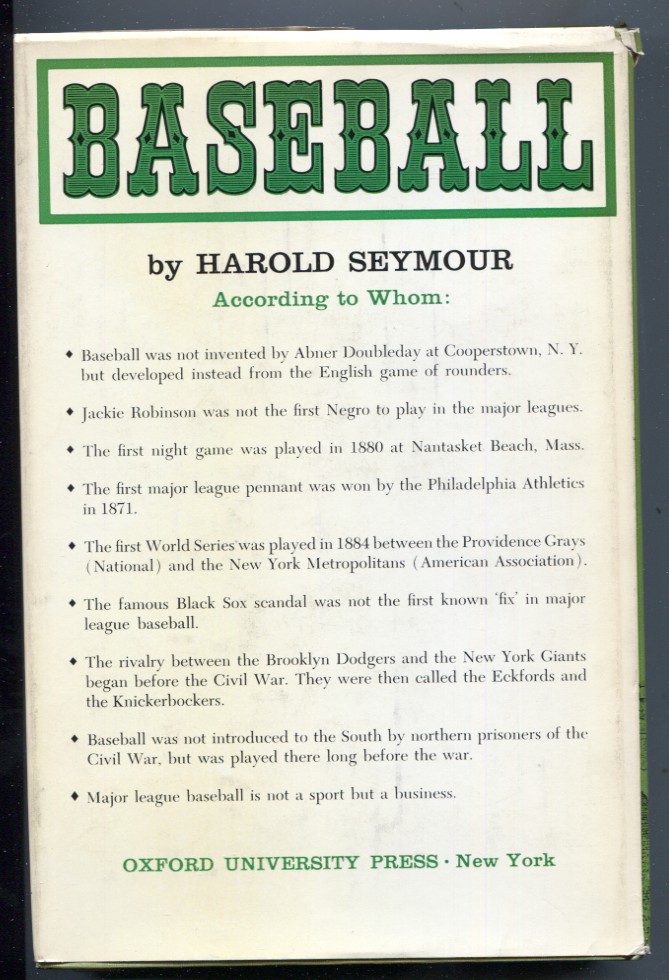 BASEBALL
by HAROLD SEYMOUR
According to Whom:
♦ Baseball was not invented by Abner Doubleday at Cooperstown, N. Y.
but developed instead from the English game of rounders.
♦ Jackie Robinson was not the first Negro to play in the major leagues.
♦ The first night game was played in 1880 at Nantasket Beach, Mass.
♦ The first major league pennant was won by the Philadelphia Athletics
in 1871.
♦ The first World Series was played in 1884 between the Providence Grays
(National) and the New York Metropolitans (American Association).
♦ The famous Black Sox scandal was not the first known ‘fix’ in major
league baseball.
♦ The rivalry between the Brooklyn Dodgers and the New York Giants
began before the Civil War. They were then called the Eckfords and
the Knickerbockers.
♦ Baseball was not introduced to the South by northern prisoners of the
Civil War, but was played there long before the war.
♦ Major league baseball is not a sport but a business.
OXFORD UNIVERSITY PRESS · New York